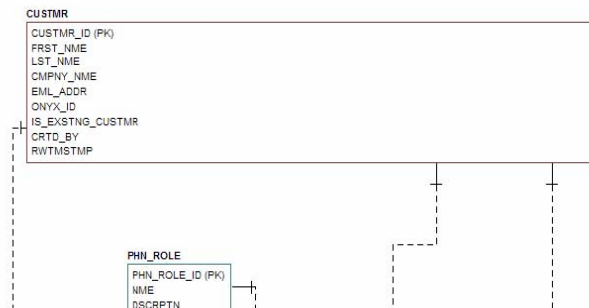 CUSTMR
CUSTMR_ID (PK)
FRST_NME
LST_NME
CMPNY_NME
EML_ADDR
ONYX_ID
IS_EXSTNG_CUSTMR
CRTD_BY
RWTMSTMP
PHN_ROLE
PHN_ROLE_ID (PK)
NME
DSCRPTN